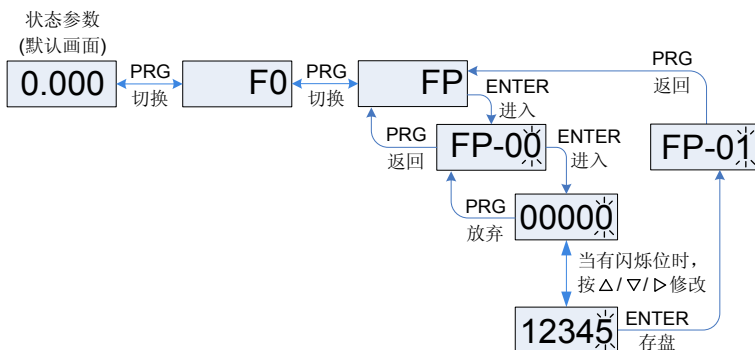 状态参数
(默认画面)
0.000
PRG
切换
F0
PRG
切换
FP
PRG
返回
ENTER
进入
PRG
返回
FP-00
ENTER
进入
FP-01
PRG
放弃
00000
当有闪烁位时，
按△/▽/▷修改
12345
ENTER
存盘